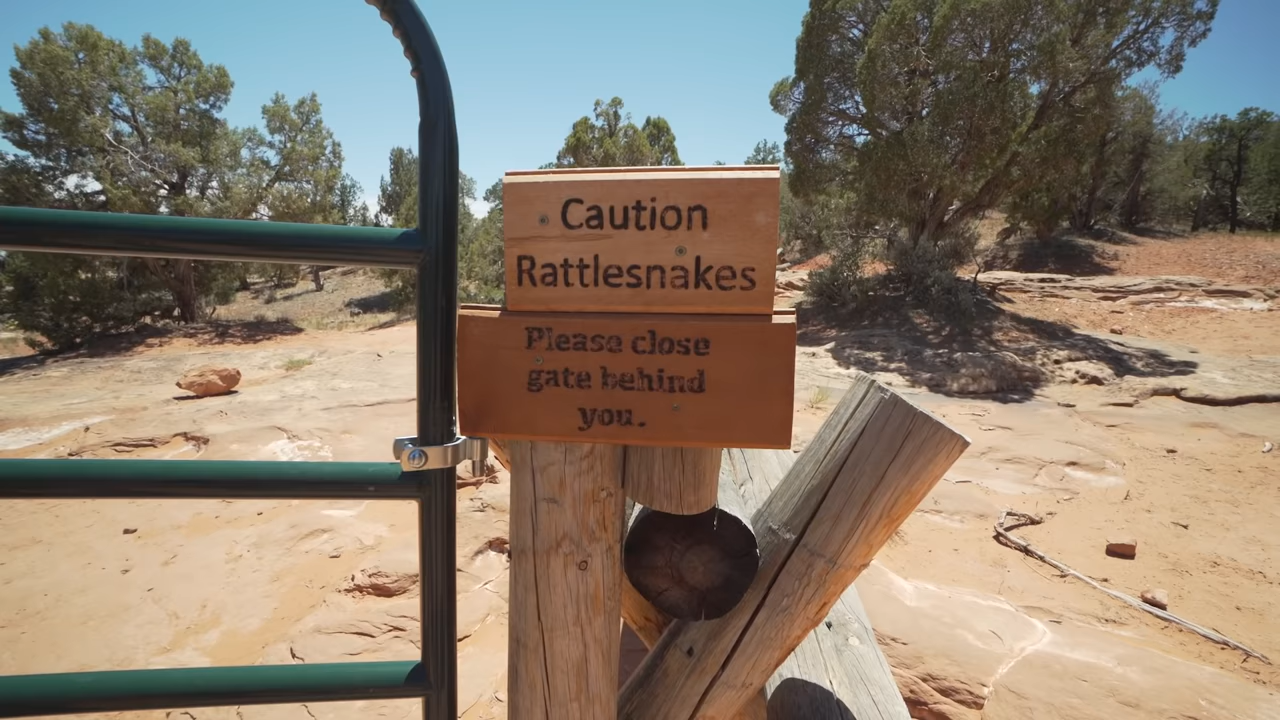 Caution
Rattlesnakes
Please close
gate behind
you.